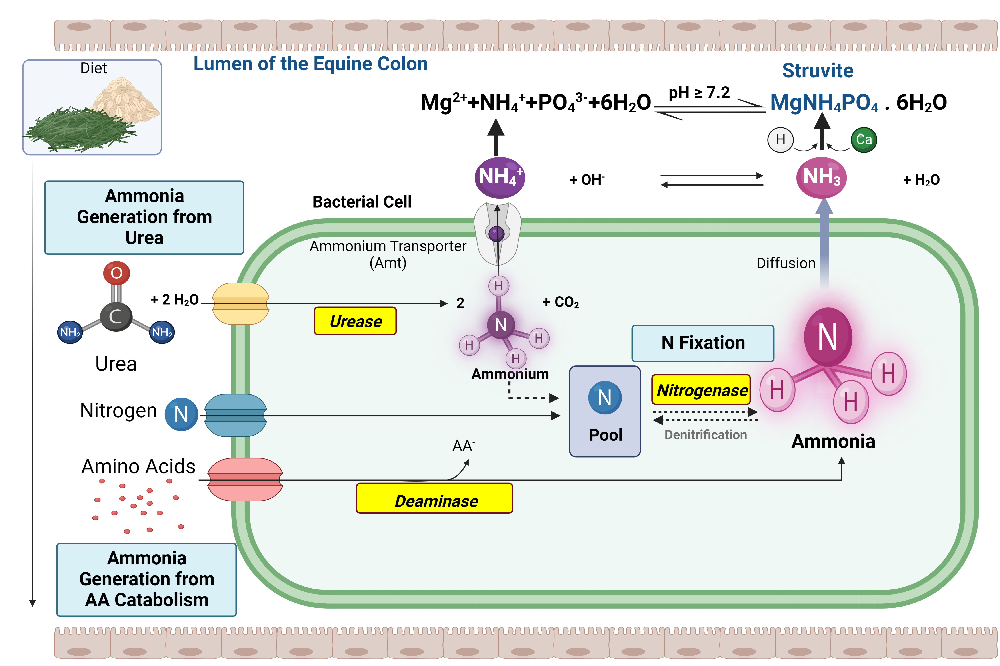 Diet
Lumen of the Equine Colon
Struvite
Mg²⁺+NH₄⁺+PO₄³⁻+6H₂O
pH ≥ 7.2
MgNH₄PO₄ . 6H₂O
H
Ca
NH₄⁺
+ OH⁻
NH₃
+ H₂O
Ammonia
Generation from
Urea
Bacterial Cell
Ammonium Transporter
(Amt)
Diffusion
O
C
NH₂
NH₂
+ 2 H₂O
Urea
Urease
2
H
N
H
H
H
+ CO₂
Ammonium
N Fixation
N
H
H
H
Ammonia
Nitrogenase
Denitrification
N
Pool
Nitrogen
N
Amino Acids
AA⁻
Deaminase
Ammonia
Generation from
AA Catabolism